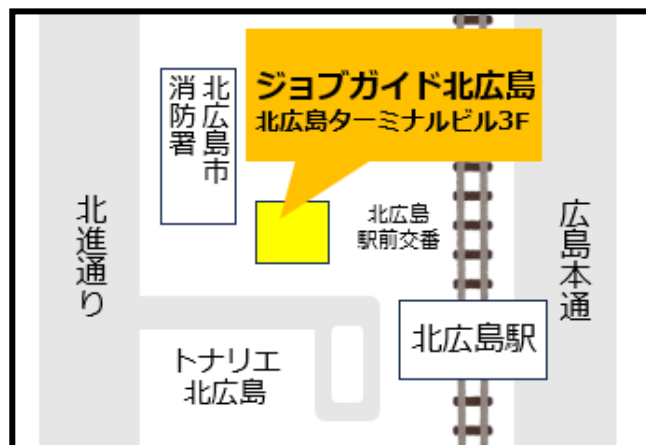 ジョブガイド北広島
北広島ターミナルビル3F
北広島市
消防署
北進通り
北広島
駅前交番
広島本通
北広島駅
トナリエ
北広島